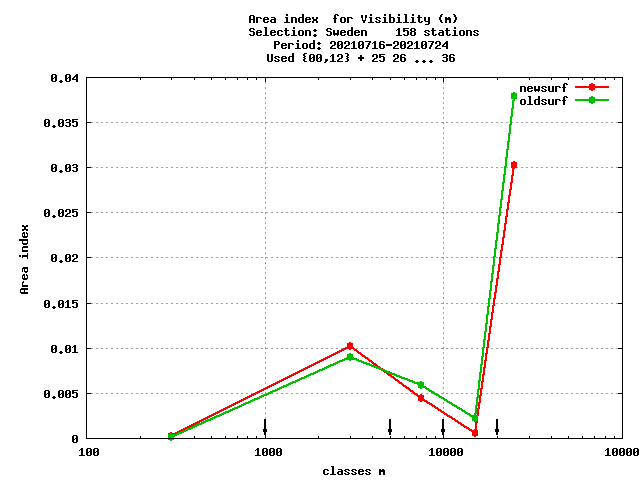 Area index  for Visibility (m)
Selection: Sweden    158 stations
Period: 20210716-20210724
Used {00,12} + 25 26 ... 36
newsurf
oldsurf
0.04
0.035
0.03
0.025
0.02
0.015
0.01
0.005
0
Area index
100
1000
10000
10000
classes m